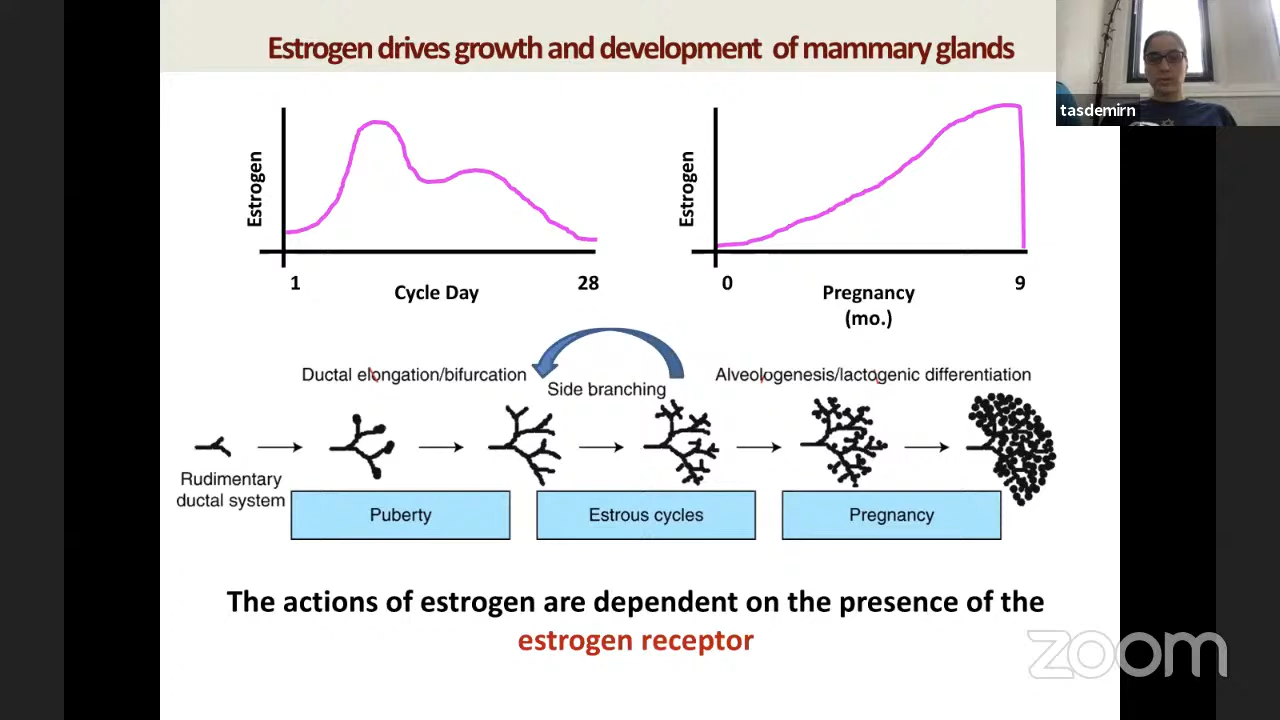 Estrogen drives growth and development of mammary glands
tasdemirn
Estrogen
1
28
Cycle Day
Estrogen
0
9
Pregnancy
(mo.)
Ductal elongation/bifurcation
Side branching
Alveologenesis/lactogenic differentiation
Rudimentary
ductal system
Puberty
Estrous cycles
Pregnancy
The actions of estrogen are dependent on the presence of the
estrogen receptor
zoom